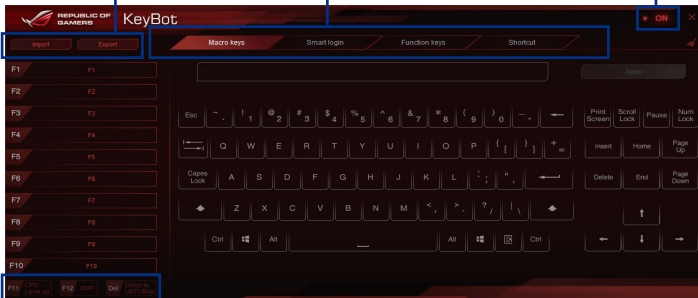 REPUBLIC OF
GAMERS
KeyBot
ON
Import Export
Macro keys Smart login Function keys Shortcut
F1 F1
Apply
F2 F2
F3 F3
F4 F4
F5 F5
F6 F6
F7 F7
F8 F8
F9 F9
F10 F10
F11 CPU Level up F12 XMP Del Direct to UEFI Bios
Esc ~ . ! 1 @ 2 # 3 $ 4 % 5 ^ 6 & 7 * 8 ( 9 ) 0 _ - ←
Print Screen Scroll Lock Pause Num Lock
Q W E R T Y U I O P { [ } ] + =
Insert Home Page Up
Capes Lock A S D F G H J K L : ; " ,
Delete End Page Down
Z X C V B N M < , > . ? / | \
↑
Ctrl Alt Alt Ctrl
← ↓ →